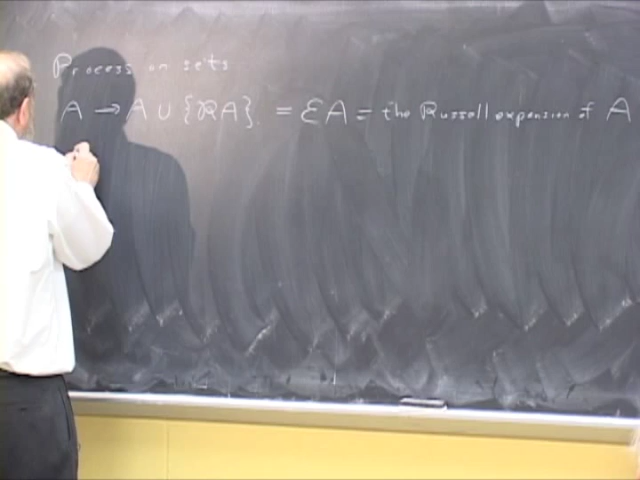 Process on sets
A → A ∪ {RA}. = ℰA = the Russell expansion of A